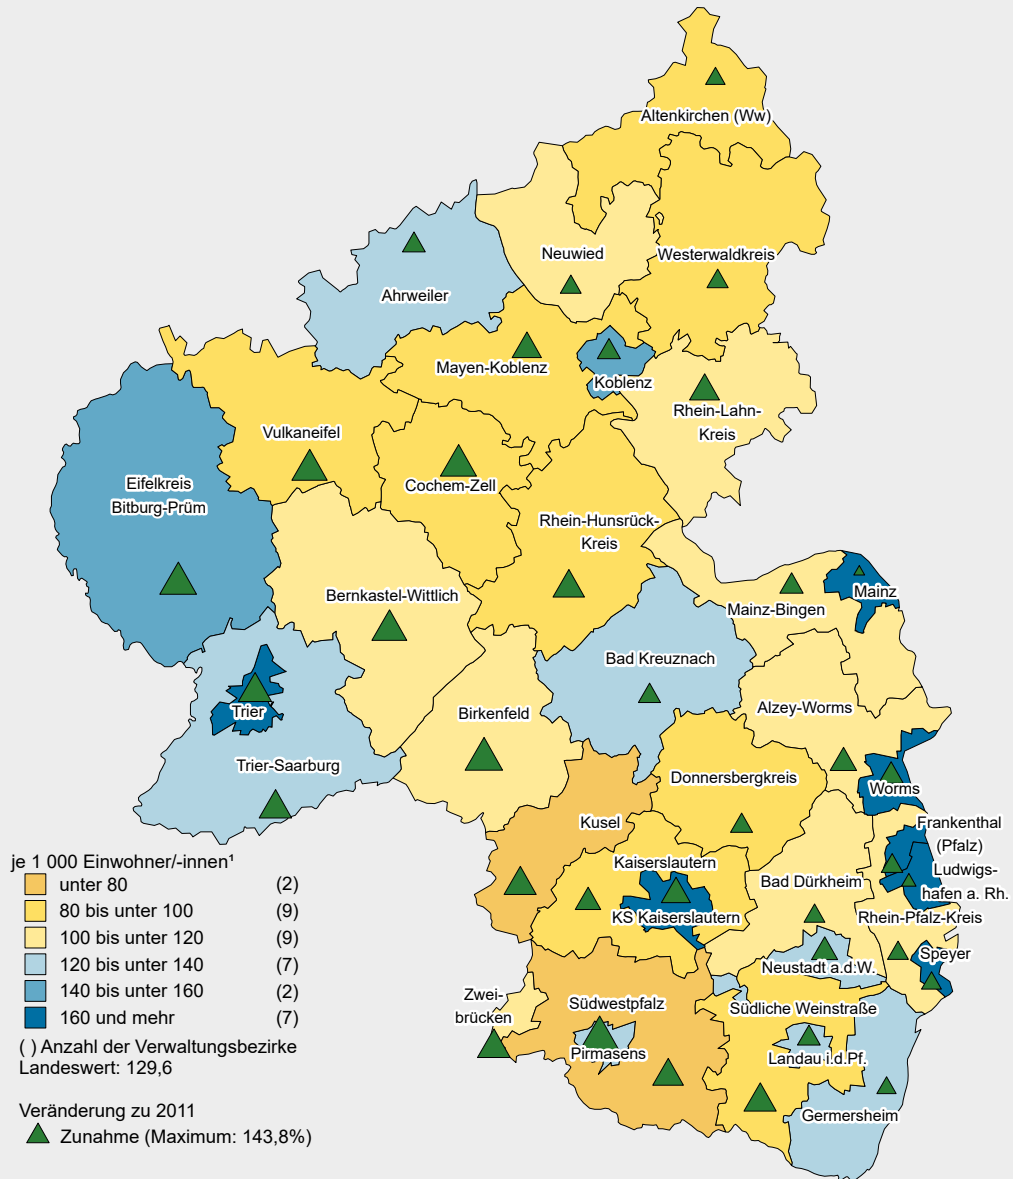 Altenkirchen (Ww)
Neuwied
Westerwaldkreis
Ahrweiler
Mayen-Koblenz
Koblenz
Rhein-Lahn-
Kreis
Vulkaneifel
Cochem-Zell
Eifelkreis
Bitburg-Prüm
Rhein-Hunsrück-
Kreis
Bernkastel-Wittlich
Mainz-Bingen
Mainz
Bad Kreuznach
Trier
Birkenfeld
Alzey-Worms
Trier-Saarburg
Donnersbergkreis
Worms
Kusel
Frankenthal
(Pfalz)
Ludwigs-
hafen a. Rh.
Kaiserslautern
Bad Dürkheim
KS Kaiserslautern
Rhein-Pfalz-Kreis
Speyer
Neustadt a.d.W.
Zwei-
brücken
Südwestpfalz
Südliche Weinstraße
Pirmasens
Landau i.d.Pf.
Germersheim
je 1 000 Einwohner/-innen¹
unter 80 (2)
80 bis unter 100 (9)
100 bis unter 120 (9)
120 bis unter 140 (7)
140 bis unter 160 (2)
160 und mehr (7)
( ) Anzahl der Verwaltungsbezirke
Landeswert: 129,6
Veränderung zu 2011
Zunahme (Maximum: 143,8%)